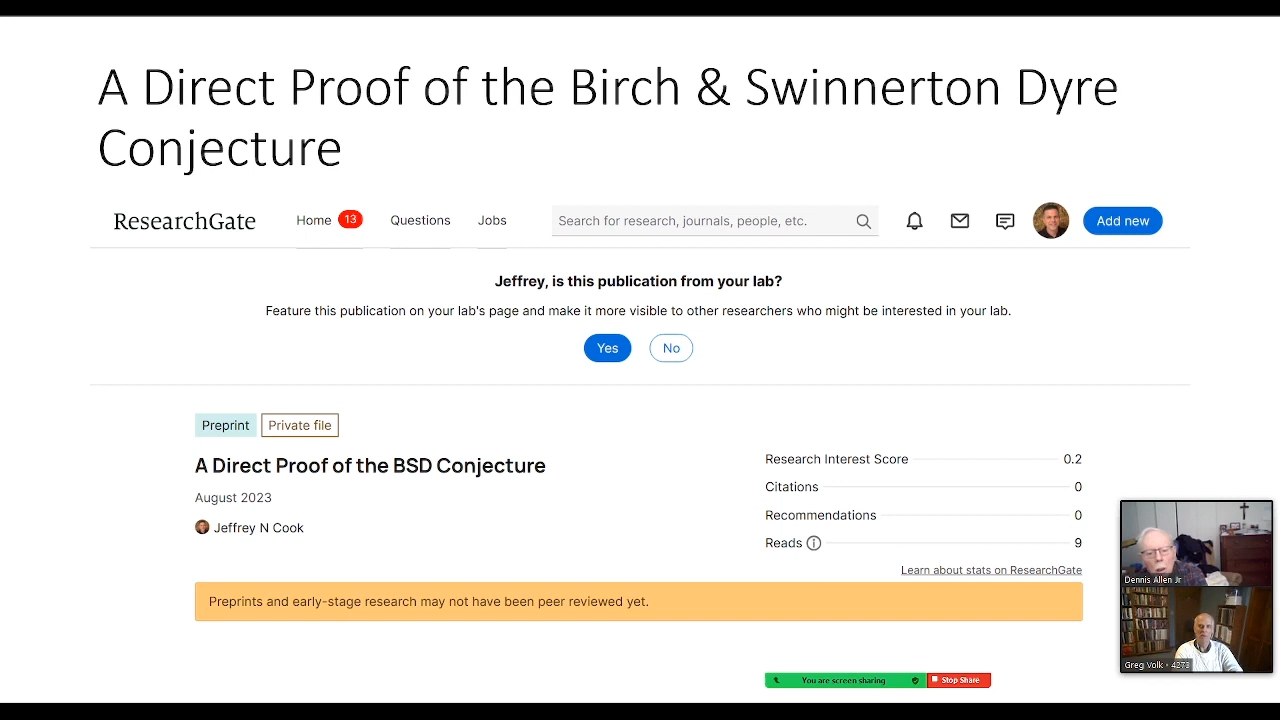 A Direct Proof of the Birch & Swinnerton Dyre
Conjecture
ResearchGate Home 13 Questions Jobs Search for research, journals, people, etc. Add new
Jeffrey, is this publication from your lab?
Feature this publication on your lab's page and make it more visible to other researchers who might be interested in your lab.
Yes No
Preprint Private file
A Direct Proof of the BSD Conjecture
August 2023
Jeffrey N Cook
Research Interest Score 0.2
Citations 0
Recommendations 0
Reads 9
Learn about stats on ResearchGate
Preprints and early-stage research may not have been peer reviewed yet.
Dennis Allen Jr
Greg Volk • 4273
You are screen sharing Stop Share